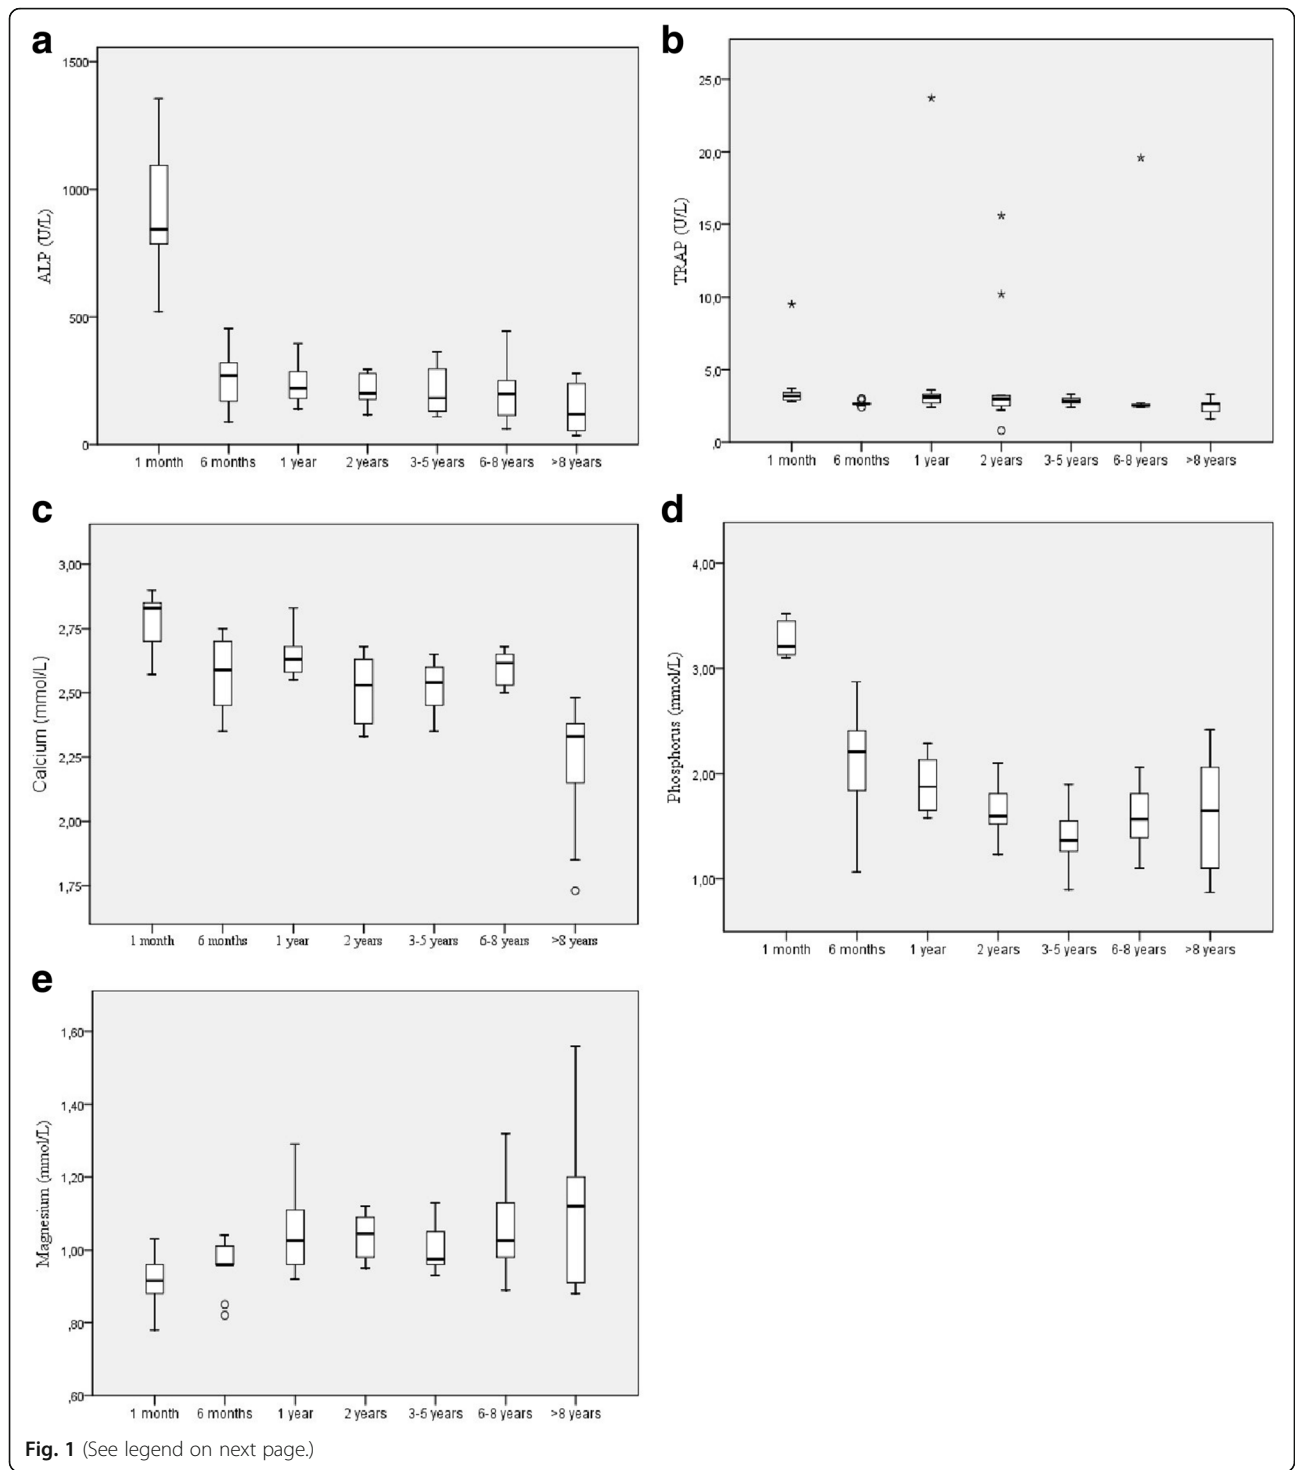 a
1500
1000
500
0
ALP (U/L)
1 month 6 months 1 year 2 years 3-5 years 6-8 years >8 years
b
25,0
20,0
15,0
10,0
5,0
,0
TRAP (U/L)
1 month 6 months 1 year 2 years 3-5 years 6-8 years >8 years
c
3,00
2,75
2,50
2,25
2,00
1,75
Calcium (mmol/L)
1 month 6 months 1 year 2 years 3-5 years 6-8 years >8 years
d
4,00
3,00
2,00
1,00
Phosphorus (mmol/L)
1 month 6 months 1 year 2 years 3-5 years 6-8 years >8 years
e
1,60
1,40
1,20
1,00
,80
,60
Magnesium (mmol/L)
1 month 6 months 1 year 2 years 3-5 years 6-8 years >8 years
Fig. 1 (See legend on next page.)